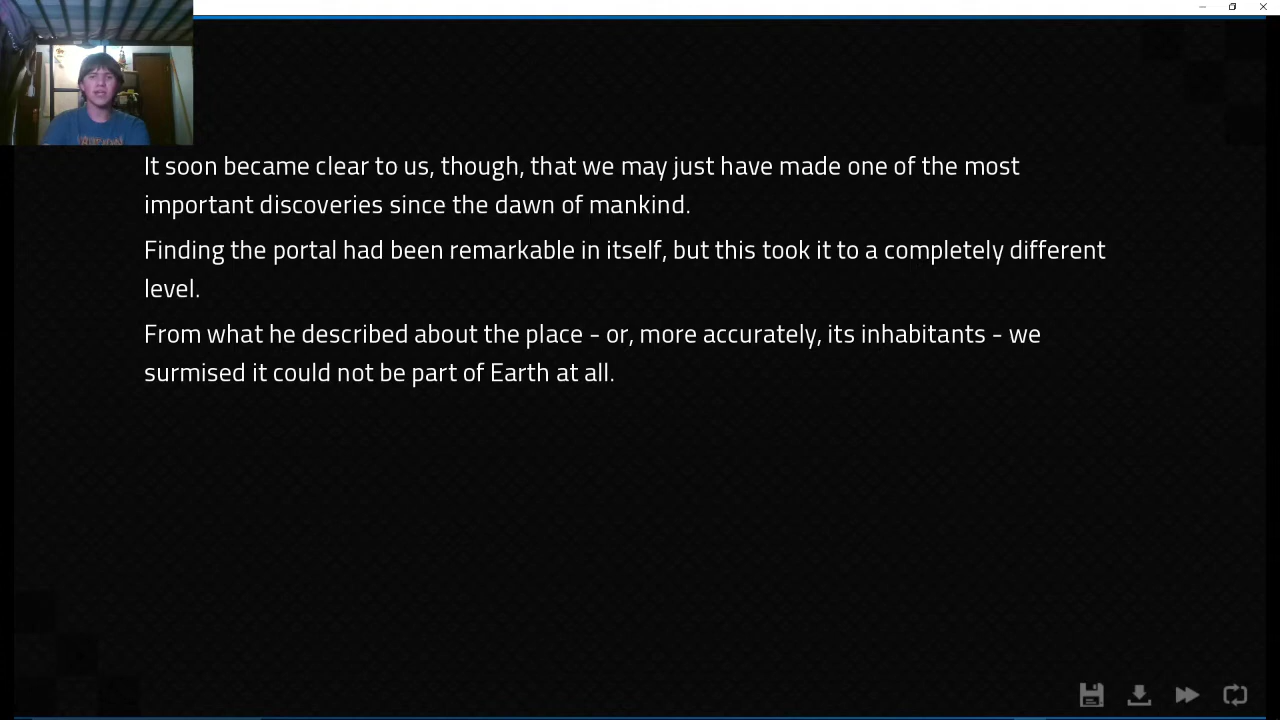 It soon became clear to us, though, that we may just have made one of the most
important discoveries since the dawn of mankind.
Finding the portal had been remarkable in itself, but this took it to a completely different
level.
From what he described about the place - or, more accurately, its inhabitants - we
surmised it could not be part of Earth at all.